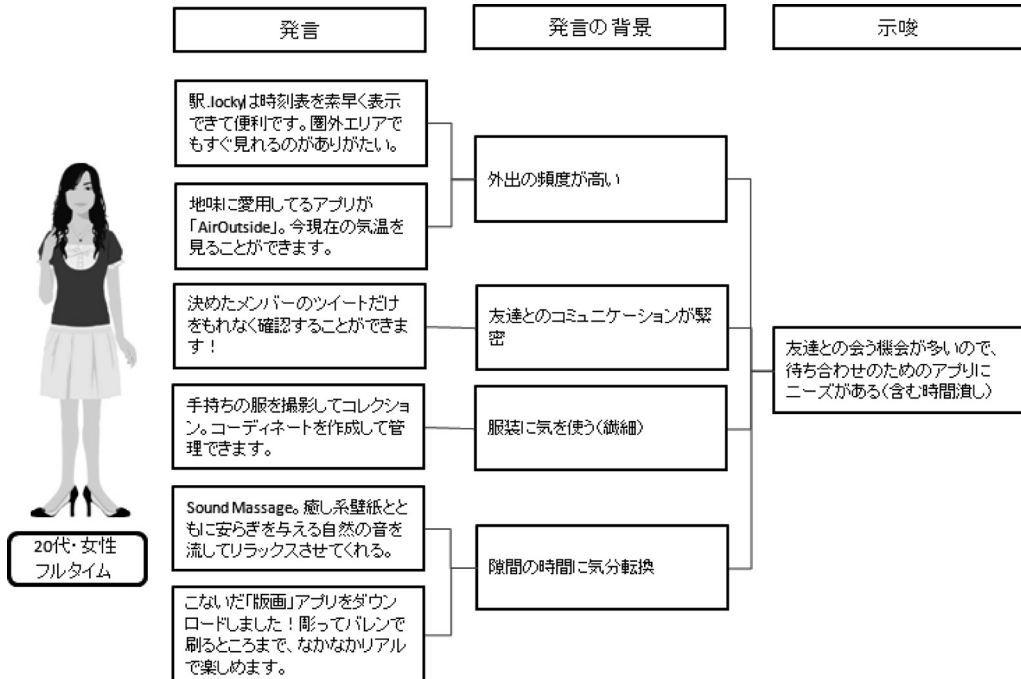 発言
発言の背景
示唆
駅.lockyは時刻表を素早く表示
できて便利です。圏外エリアで
もすぐ見れるのがありがたい。
地味に愛用してるアプリが
「AirOutside」。今現在の気温を
見ることができます。
外出の頻度が高い
決めたメンバーのツイートだけ
をもれなく確認することができま
す！
友達とのコミュニケーションが緊
密
手持ちの服を撮影してコレクショ
ン。コーディネートを作成して管
理できます。
服装に気を使う(繊細)
Sound Massage。癒し系壁紙とと
もに安らぎを与える自然の音を
流してリラックスさせてくれる。
こないだ「版画」アプリをダウン
ロードしました！彫ってバレンで
刷るところまで、なかなかリアル
で楽しめます。
隙間の時間に気分転換
友達との会う機会が多いので、
待ち合わせのためのアプリに
ニーズがある(含む時間潰し)
20代・女性
フルタイム